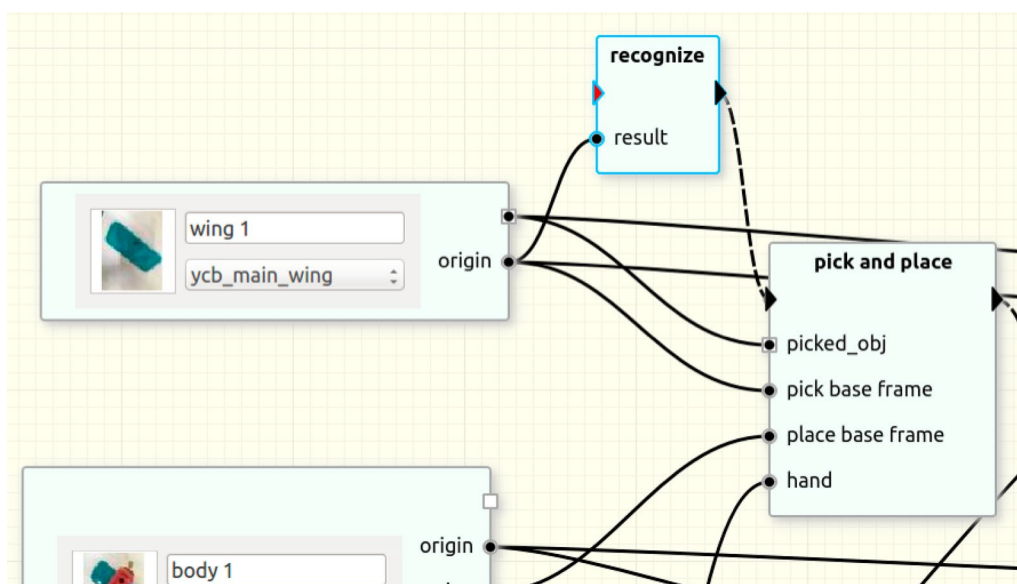 recognize
result
wing 1
origin
ycb_main_wing
pick and place
picked_obj
pick base frame
place base frame
hand
origin
body 1